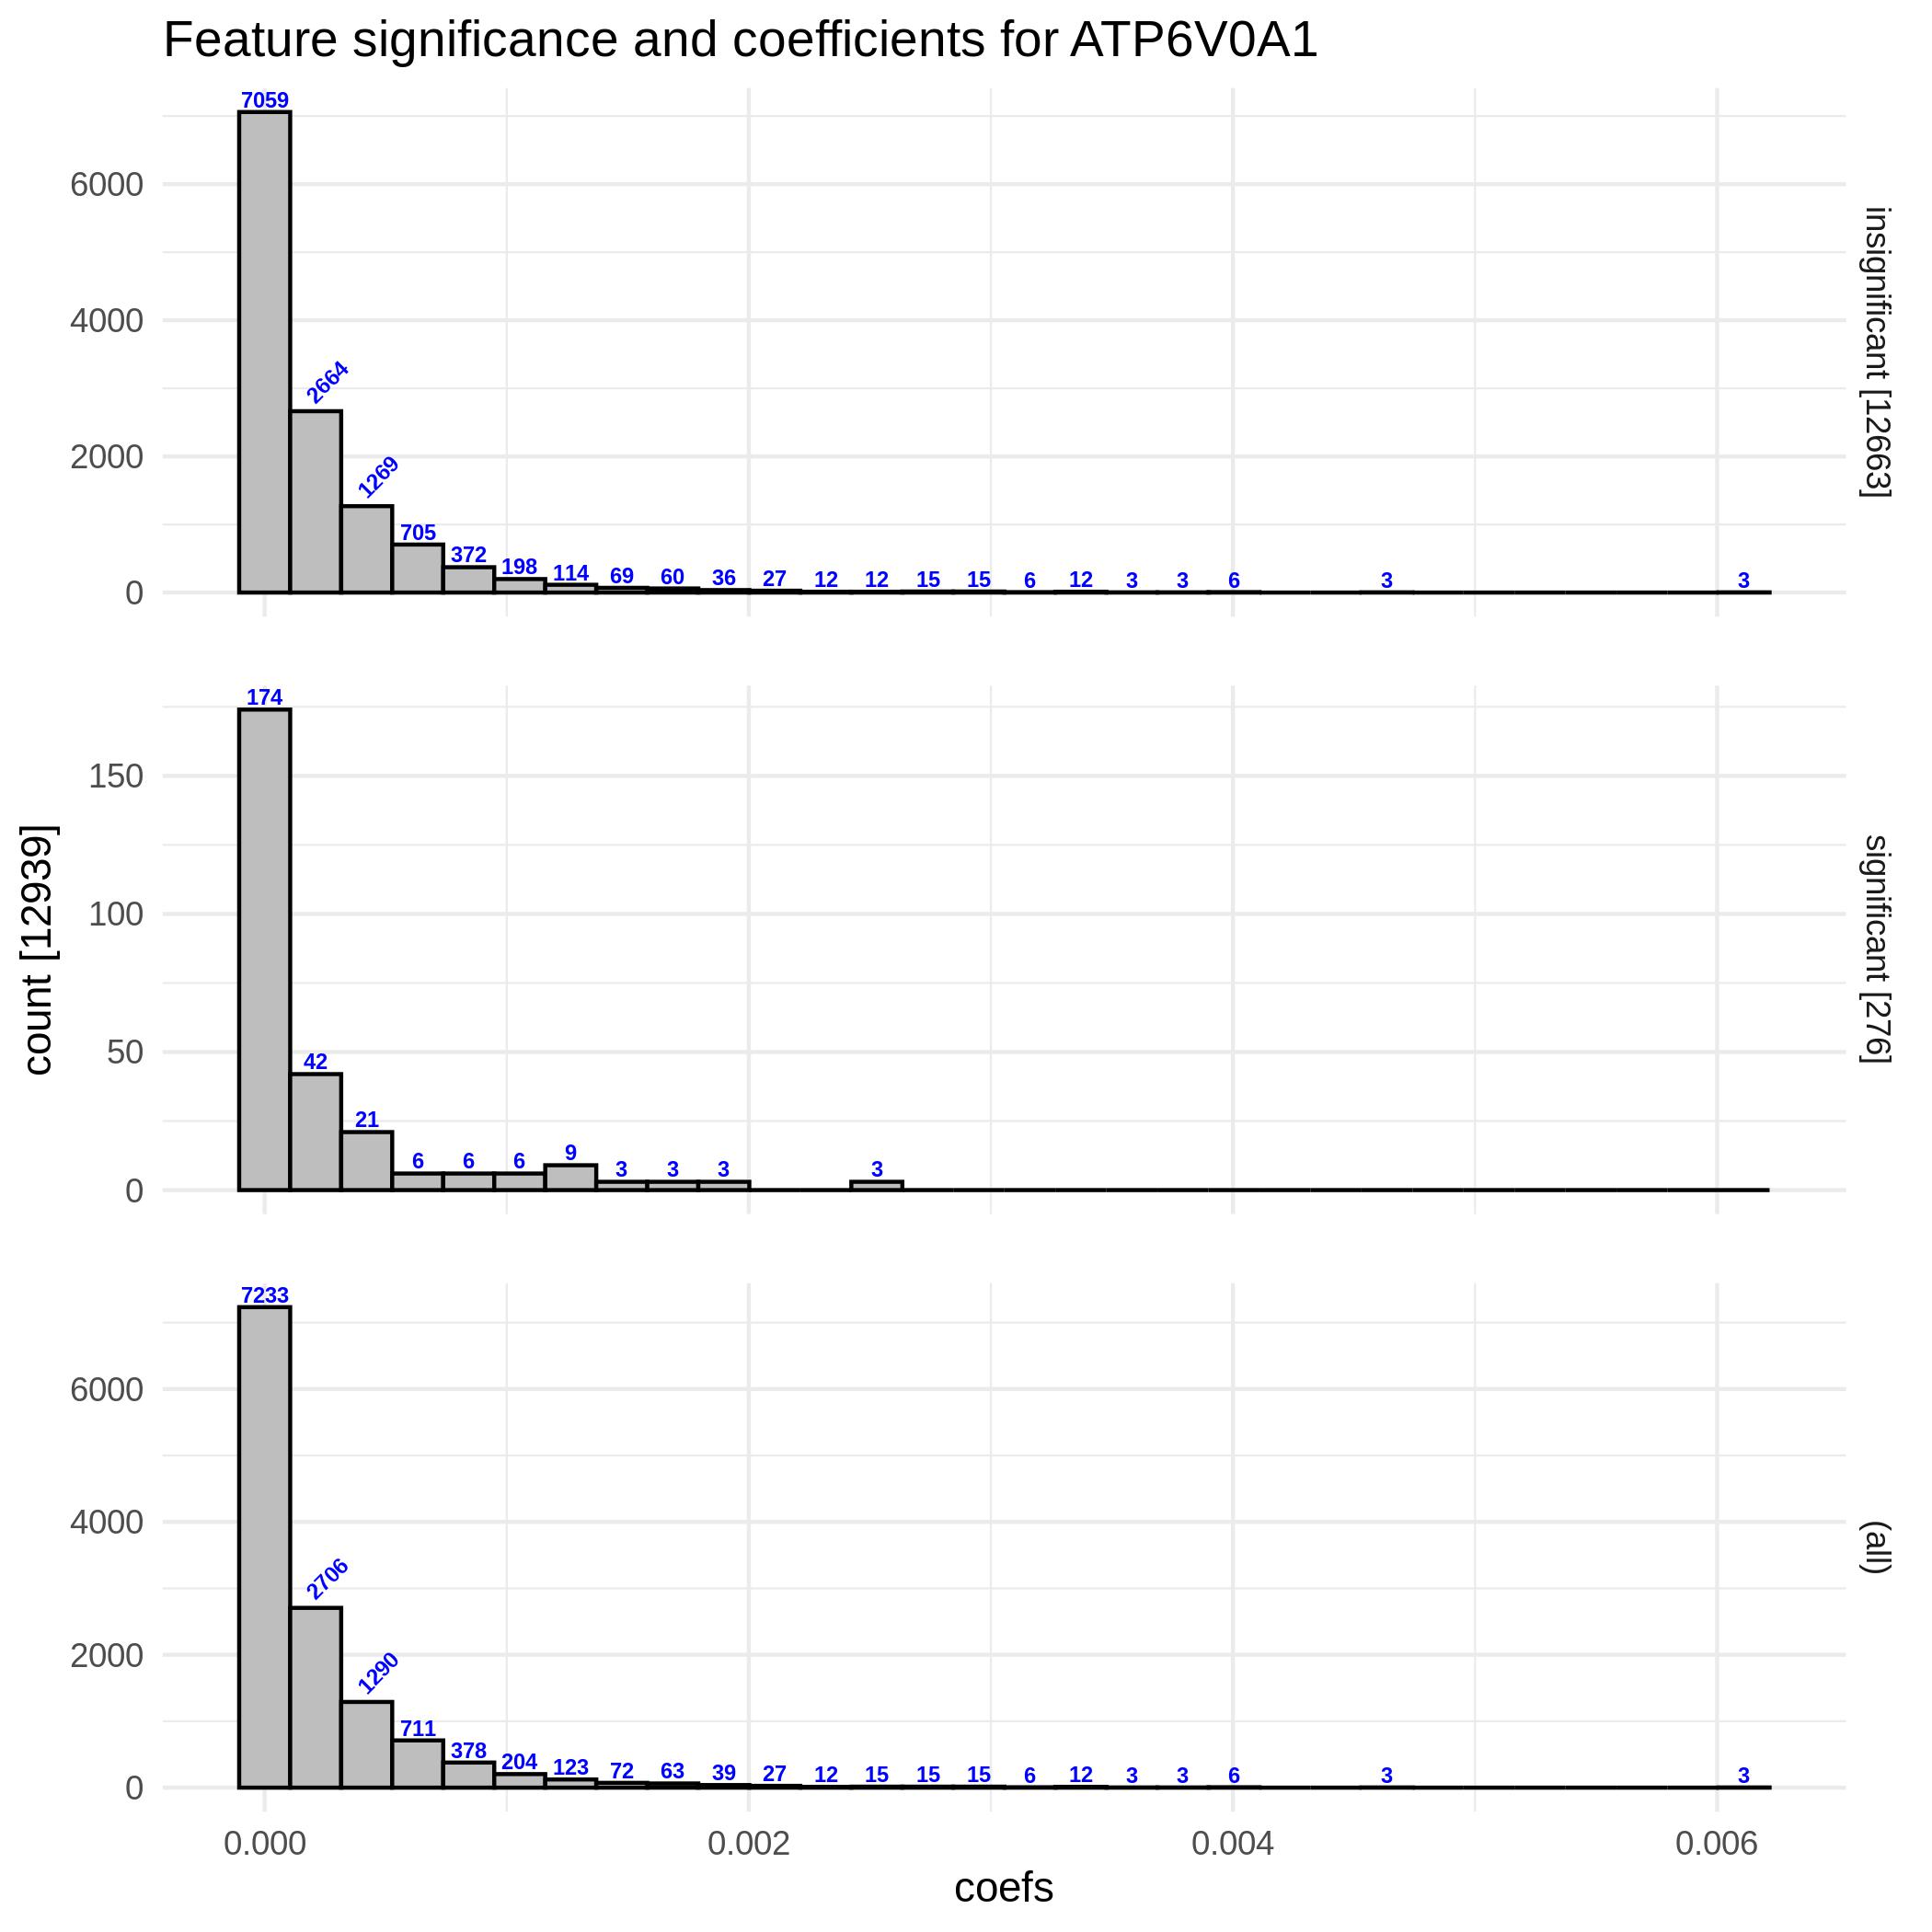 Feature significance and coefficients for ATP6V0A1
count [12939]
7059
2664
1269
705 372 198 114 69 60 36 27 12 12 15 15 6 12 3 3 6 3 3
6000
4000
2000
0
insignificant [12663]
174
42
21
6 6 6 9 3 3 3 3
150
100
50
0
significant [276]
7233
2706
1290
711 378 204 123 72 63 39 27 12 15 15 15 6 12 3 3 6 3 3
6000
4000
2000
0
(all)
0.000 0.002 0.004 0.006
coefs